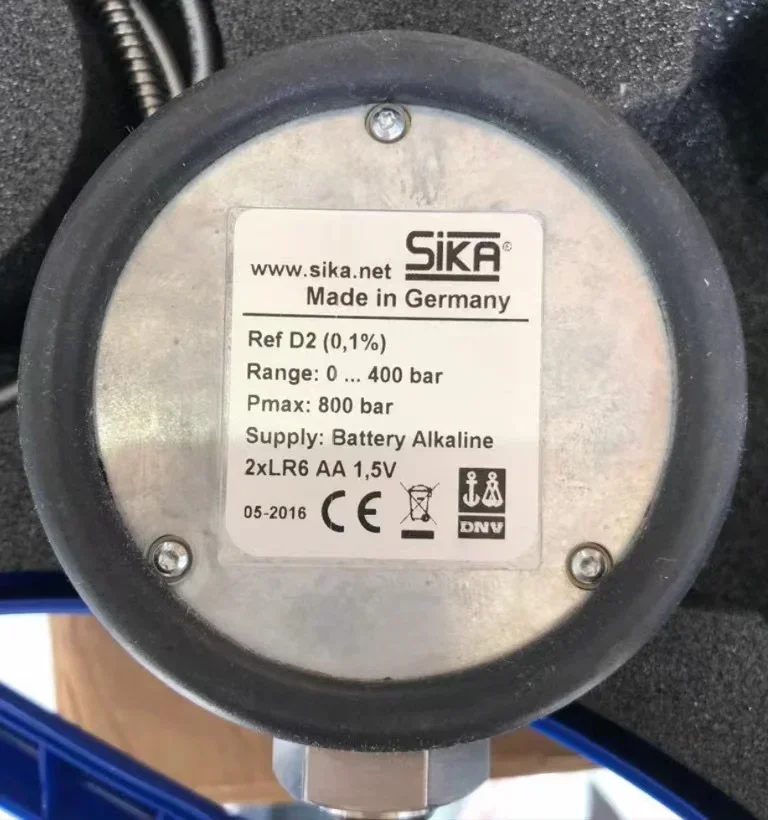 www.sika.net SiKA®
Made in Germany
Ref D2 (0,1%)
Range: 0 ... 400 bar
Pmax: 800 bar
Supply: Battery Alkaline
2xLR6 AA 1,5V
05-2016 CE
DNV